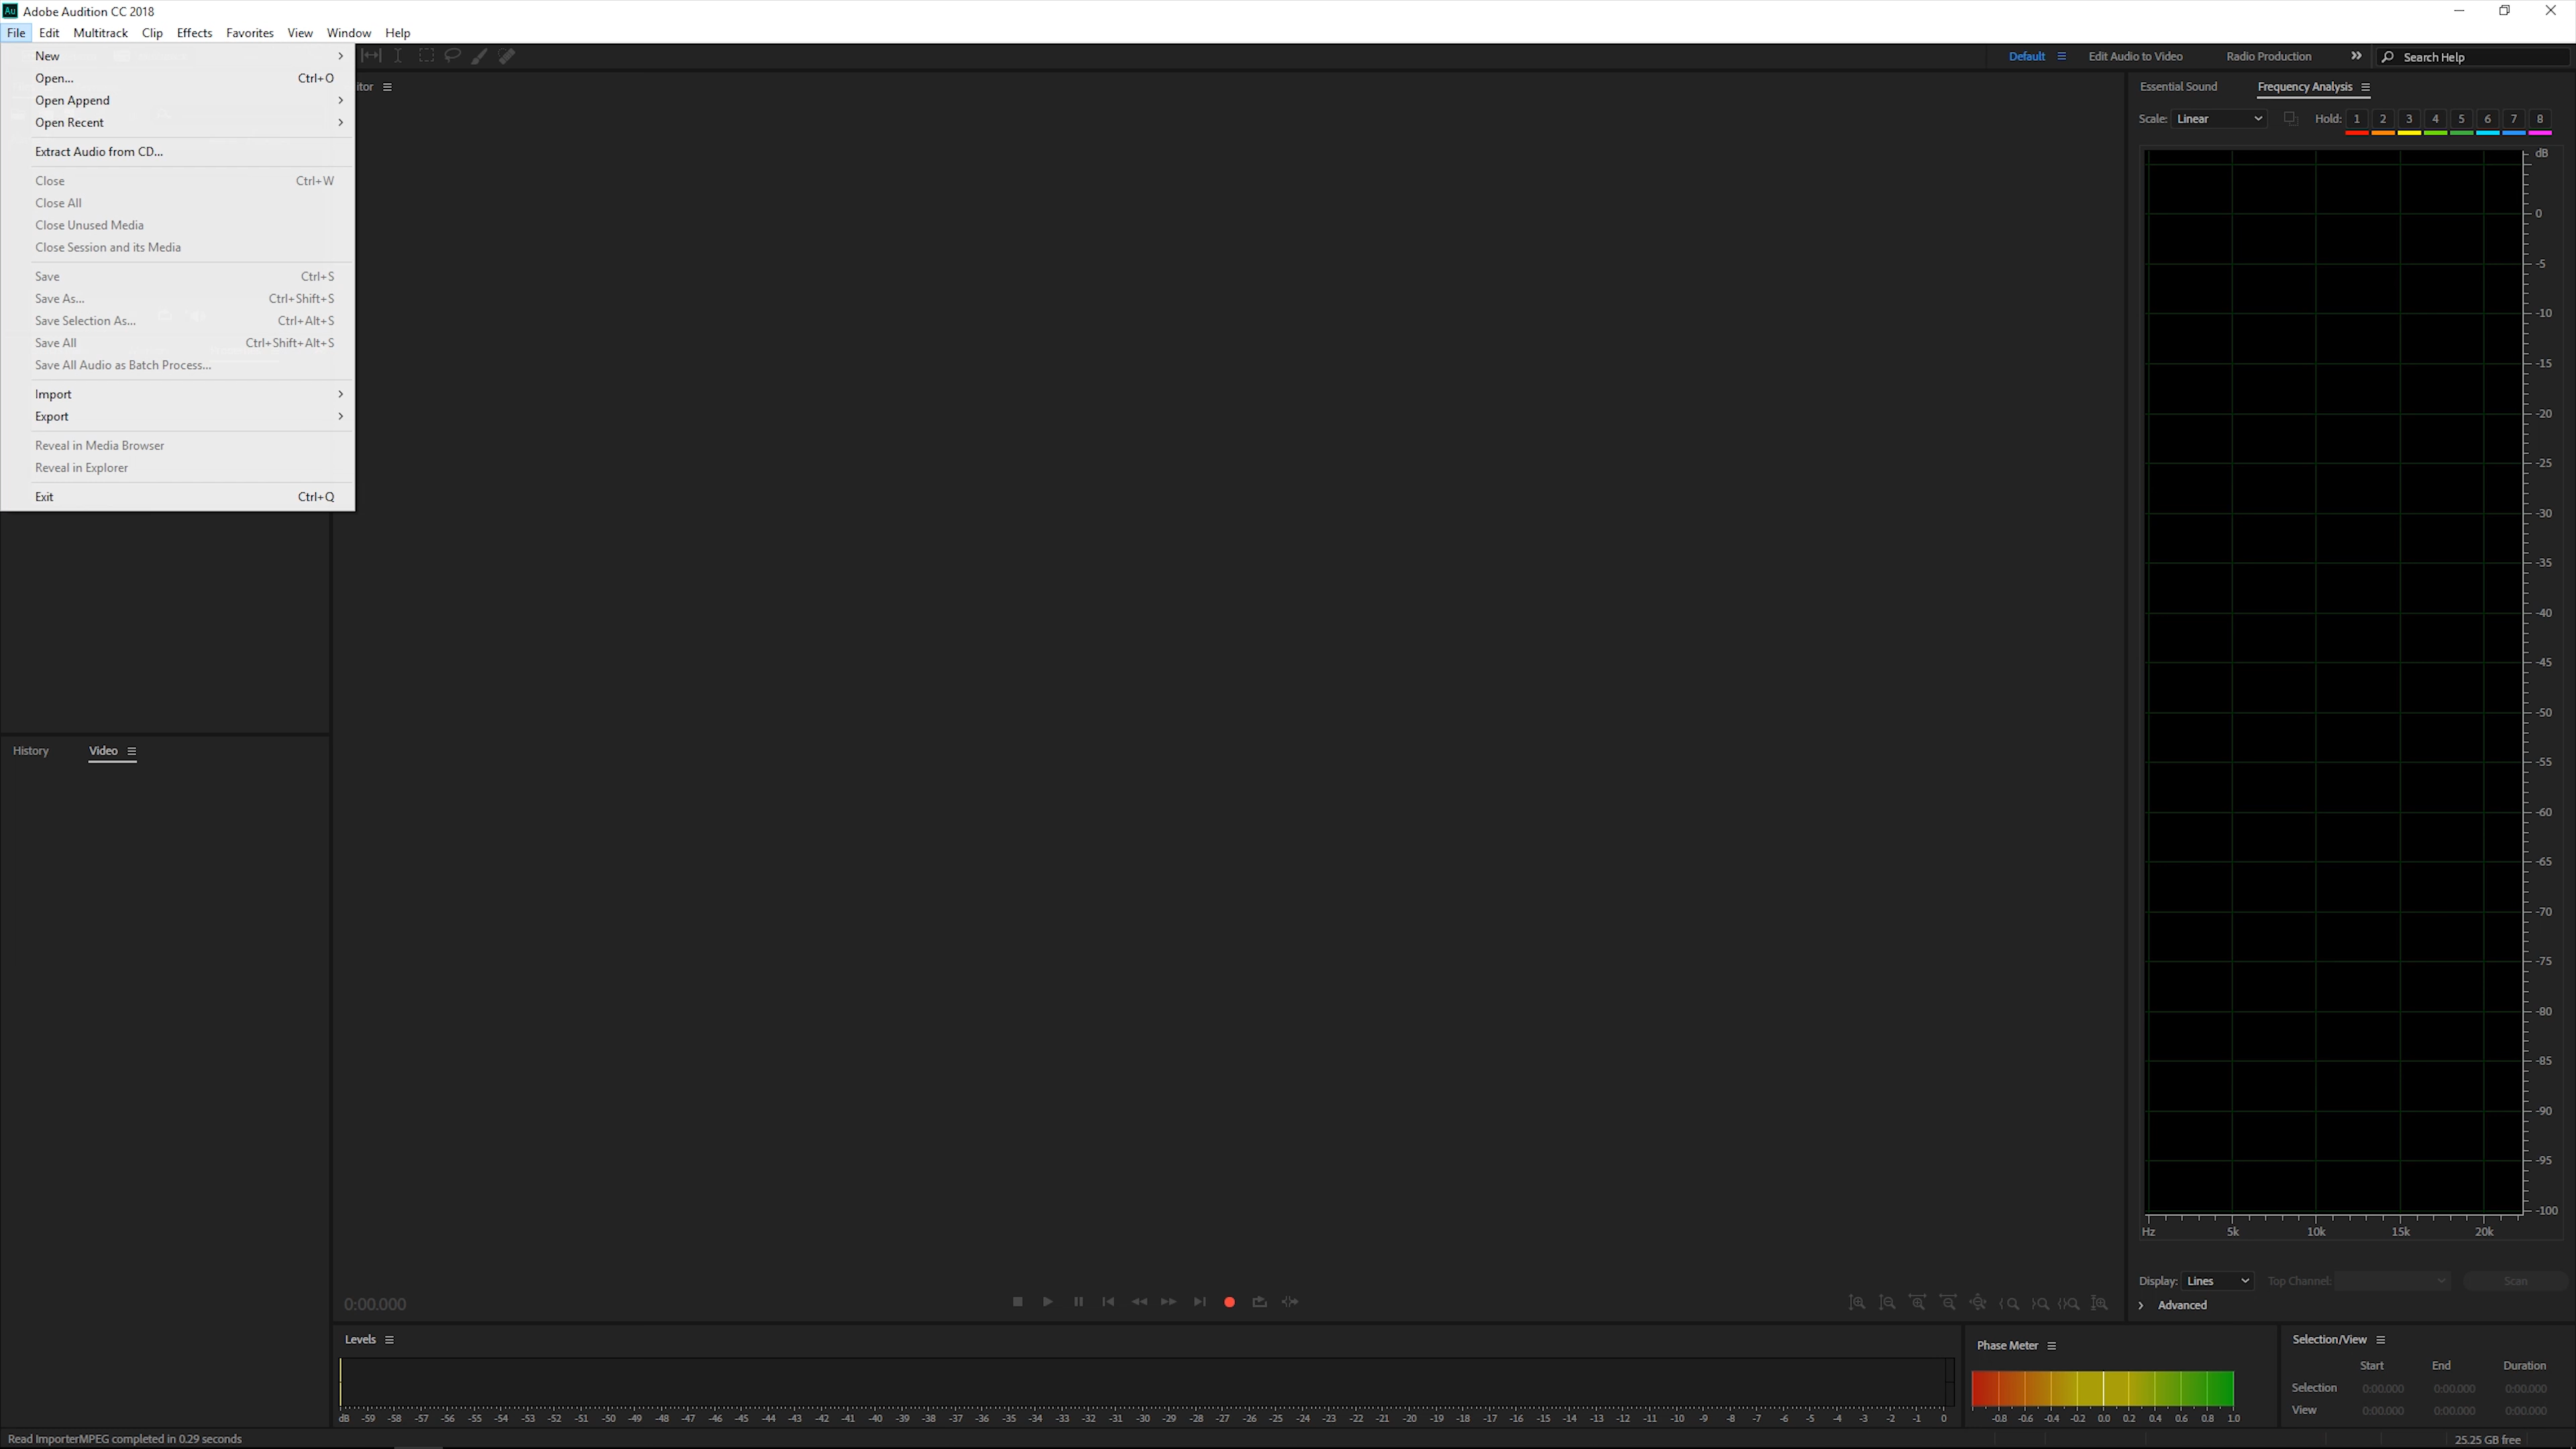 Au Adobe Audition CC 2018
File Edit Multitrack Clip Effects Favorites View Window Help
New
Open... Ctrl+O
Open Append
Open Recent
Extract Audio from CD...
Close Ctrl+W
Close All
Close Unused Media
Close Session and its Media
Save Ctrl+S
Save As... Ctrl+Shift+S
Save Selection As... Ctrl+Alt+S
Save All Ctrl+Shift+Alt+S
Save All Audio as Batch Process...
Import
Export
Reveal in Media Browser
Reveal in Explorer
Exit Ctrl+Q
Default Edit Audio to Video Radio Production Search Help
itor
Essential Sound Frequency Analysis
Scale: Linear Hold: 1 2 3 4 5 6 7 8
dB
0
-5
-10
-15
-20
-25
-30
-35
-40
-45
-50
-55
-60
-65
-70
-75
-80
-85
-90
-95
-100
Hz 5k 10k 15k 20k
Display: Lines Top Channel: Scan
Advanced
History Video
0:00.000
Levels
dB -59 -58 -57 -56 -55 -54 -53 -52 -51 -50 -49 -48 -47 -46 -45 -44 -43 -42 -41 -40 -39 -38 -37 -36 -35 -34 -33 -32 -31 -30 -29 -28 -27 -26 -25 -24 -23 -22 -21 -20 -19 -18 -17 -16 -15 -14 -13 -12 -11 -10 -9 -8 -7 -6 -5 -4 -3 -2 -1 0
Phase Meter
-0.8 -0.6 -0.4 -0.2 0.0 0.2 0.4 0.6 0.8 1.0
Selection/View
Start End Duration
Selection 0:00.000 0:00.000 0:00.000
View 0:00.000 0:00.000 0:00.000
Read ImporterMPEG completed in 0.29 seconds
25.25 GB free